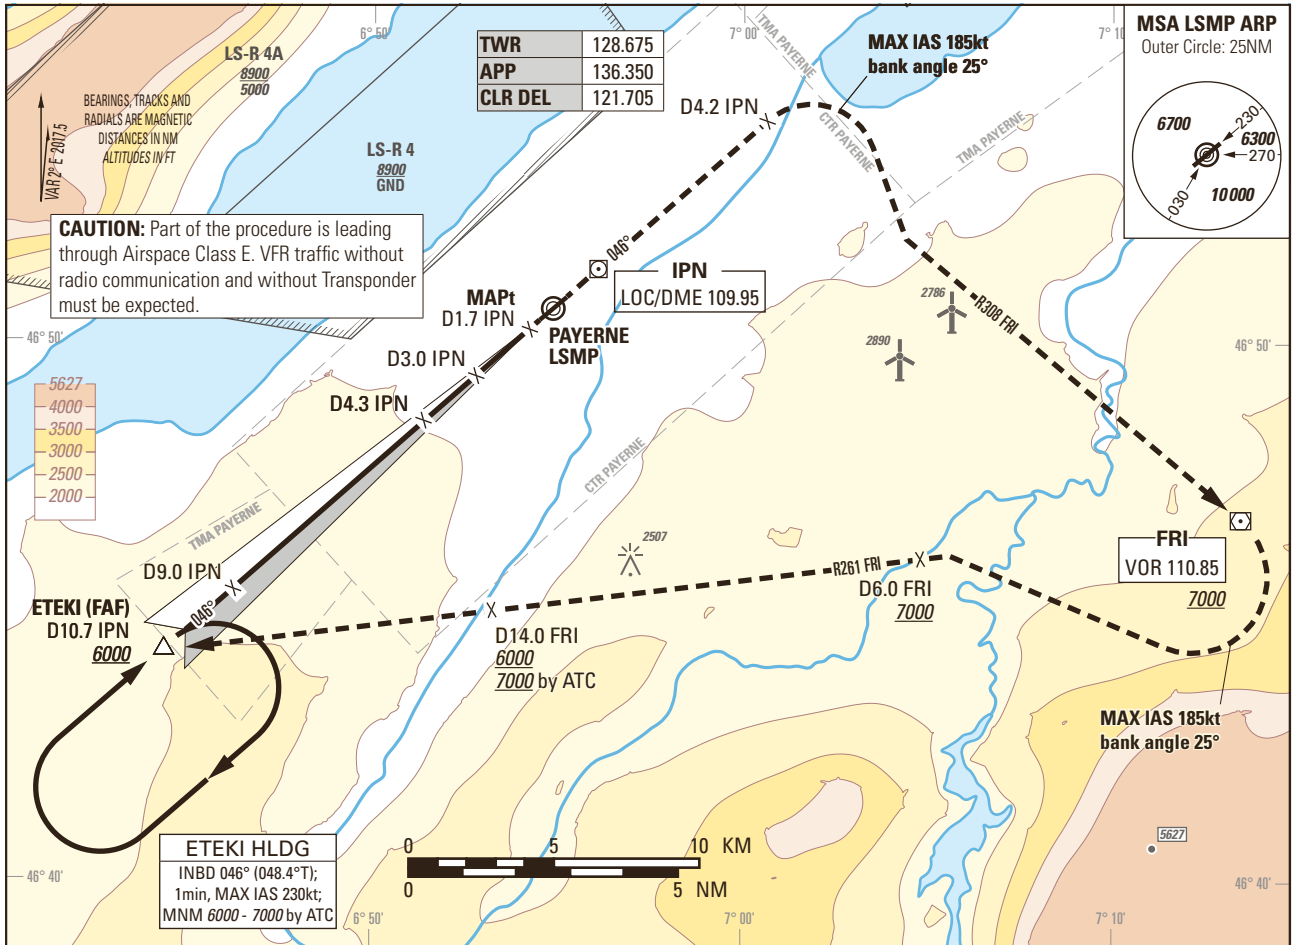 6° 50'
7° 00'
7° 10'
MSA LSMP ARP
Outer Circle: 25NM
6700
230
6300
270
030
10 000
TWR 128.675
APP 136.350
CLR DEL 121.705
MAX IAS 185kt
bank angle 25°
TMA PAYERNE
CTR PAYERNE
TMA PAYERNE
LS-R 4A
8900
5000
BEARINGS, TRACKS AND
RADIALS ARE MAGNETIC
DISTANCES IN NM
ALTITUDES IN FT
VAR 2° E 2017.5
LS-R 4
8900
GND
D4.2 IPN
CAUTION: Part of the procedure is leading
through Airspace Class E. VFR traffic without
radio communication and without Transponder
must be expected.
046°
IPN
LOC/DME 109.95
MAPt
D1.7 IPN
PAYERNE
LSMP
2786
2890
R308 FRI
46° 50'
46° 50'
D3.0 IPN
D4.3 IPN
5627
4000
3500
3000
2500
2000
CTR PAYERNE
TMA PAYERNE
2507
D9.0 IPN
046°
ETEKI (FAF)
D10.7 IPN
6000
R261 FRI
D6.0 FRI
7000
FRI
VOR 110.85
7000
D14.0 FRI
6000
7000 by ATC
MAX IAS 185kt
bank angle 25°
5627
ETEKI HLDG
INBD 046° (048.4°T);
1min, MAX IAS 230kt;
MNM 6000 - 7000 by ATC
0 5 10 KM
0 5 NM
46° 40'
46° 40'
6° 50'
7° 00'
7° 10'